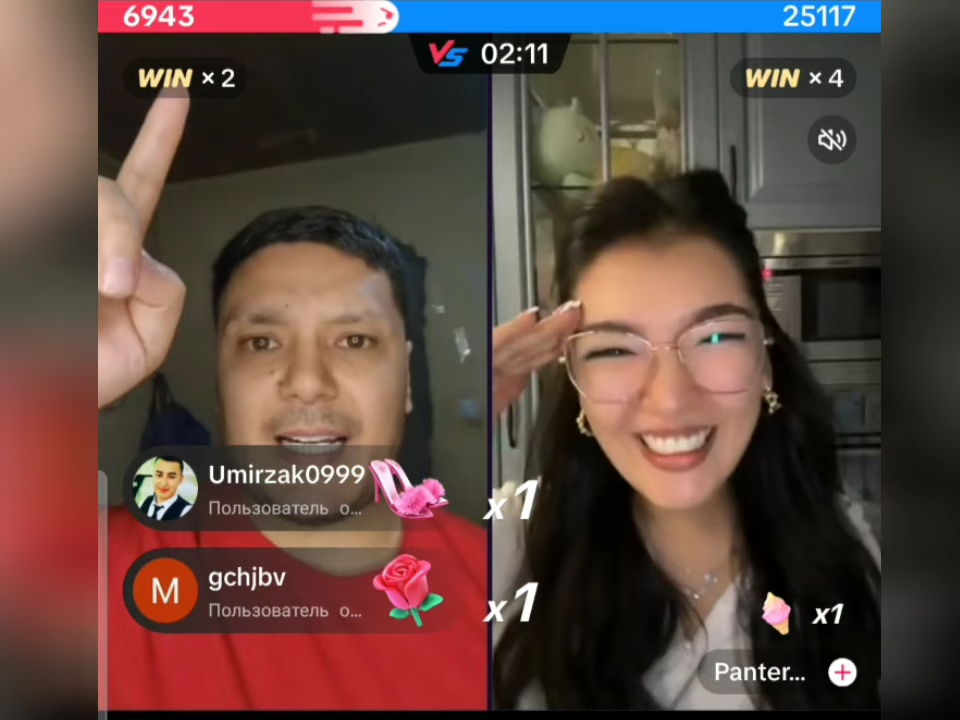 6943
25117
VS 02:11
WIN × 2
WIN × 4
Umirzak0999
Пользователь о...
x1
gchjbv
Пользователь о...
x1
M
x1
Panter...